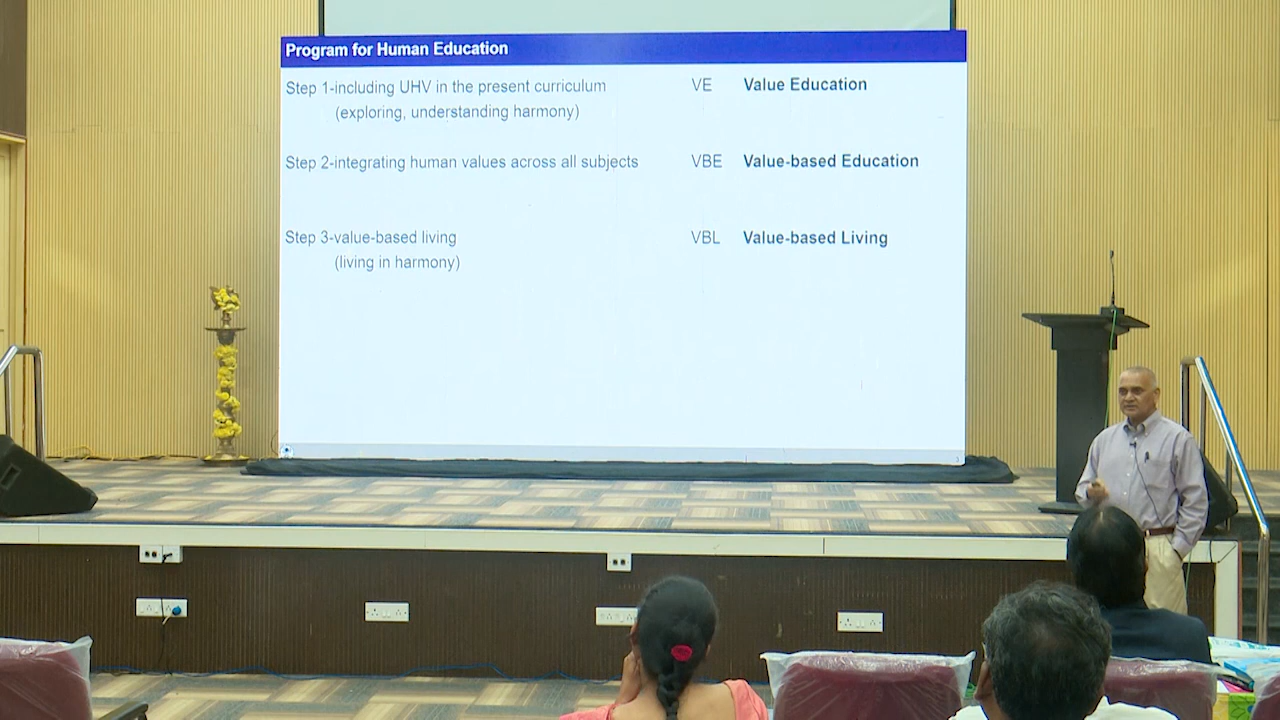 Program for Human Education
Step 1-including UHV in the present curriculum VE Value Education
(exploring, understanding harmony)
Step 2-integrating human values across all subjects VBE Value-based Education
Step 3-value-based living VBL Value-based Living
(living in harmony)